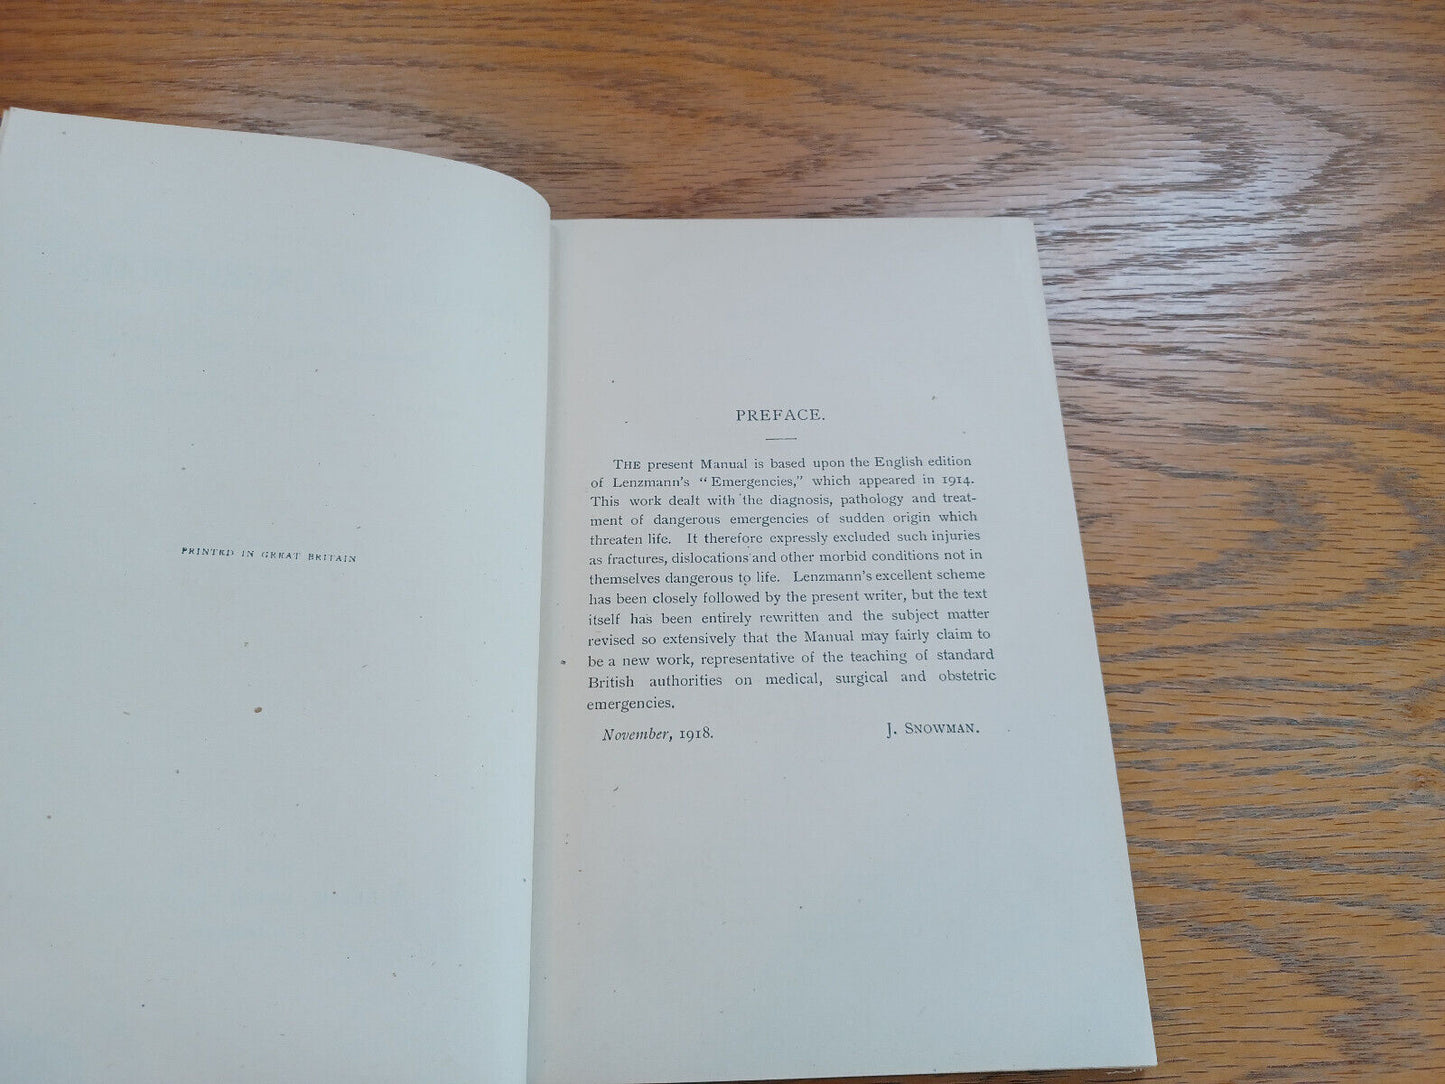 PRINTED IN GREAT BRITAIN
PREFACE.
THE present Manual is based upon the English edition
of Lenzmann's "Emergencies," which appeared in 1914.
This work dealt with the diagnosis, pathology and treat-
ment of dangerous emergencies of sudden origin which
threaten life. It therefore expressly excluded such injuries
as fractures, dislocations and other morbid conditions not in
themselves dangerous to life. Lenzmann's excellent scheme
has been closely followed by the present writer, but the text
itself has been entirely rewritten and the subject matter
revised so extensively that the Manual may fairly claim to
be a new work, representative of the teaching of standard
British authorities on medical, surgical and obstetric
emergencies.
November, 1918. J. SNOWMAN.